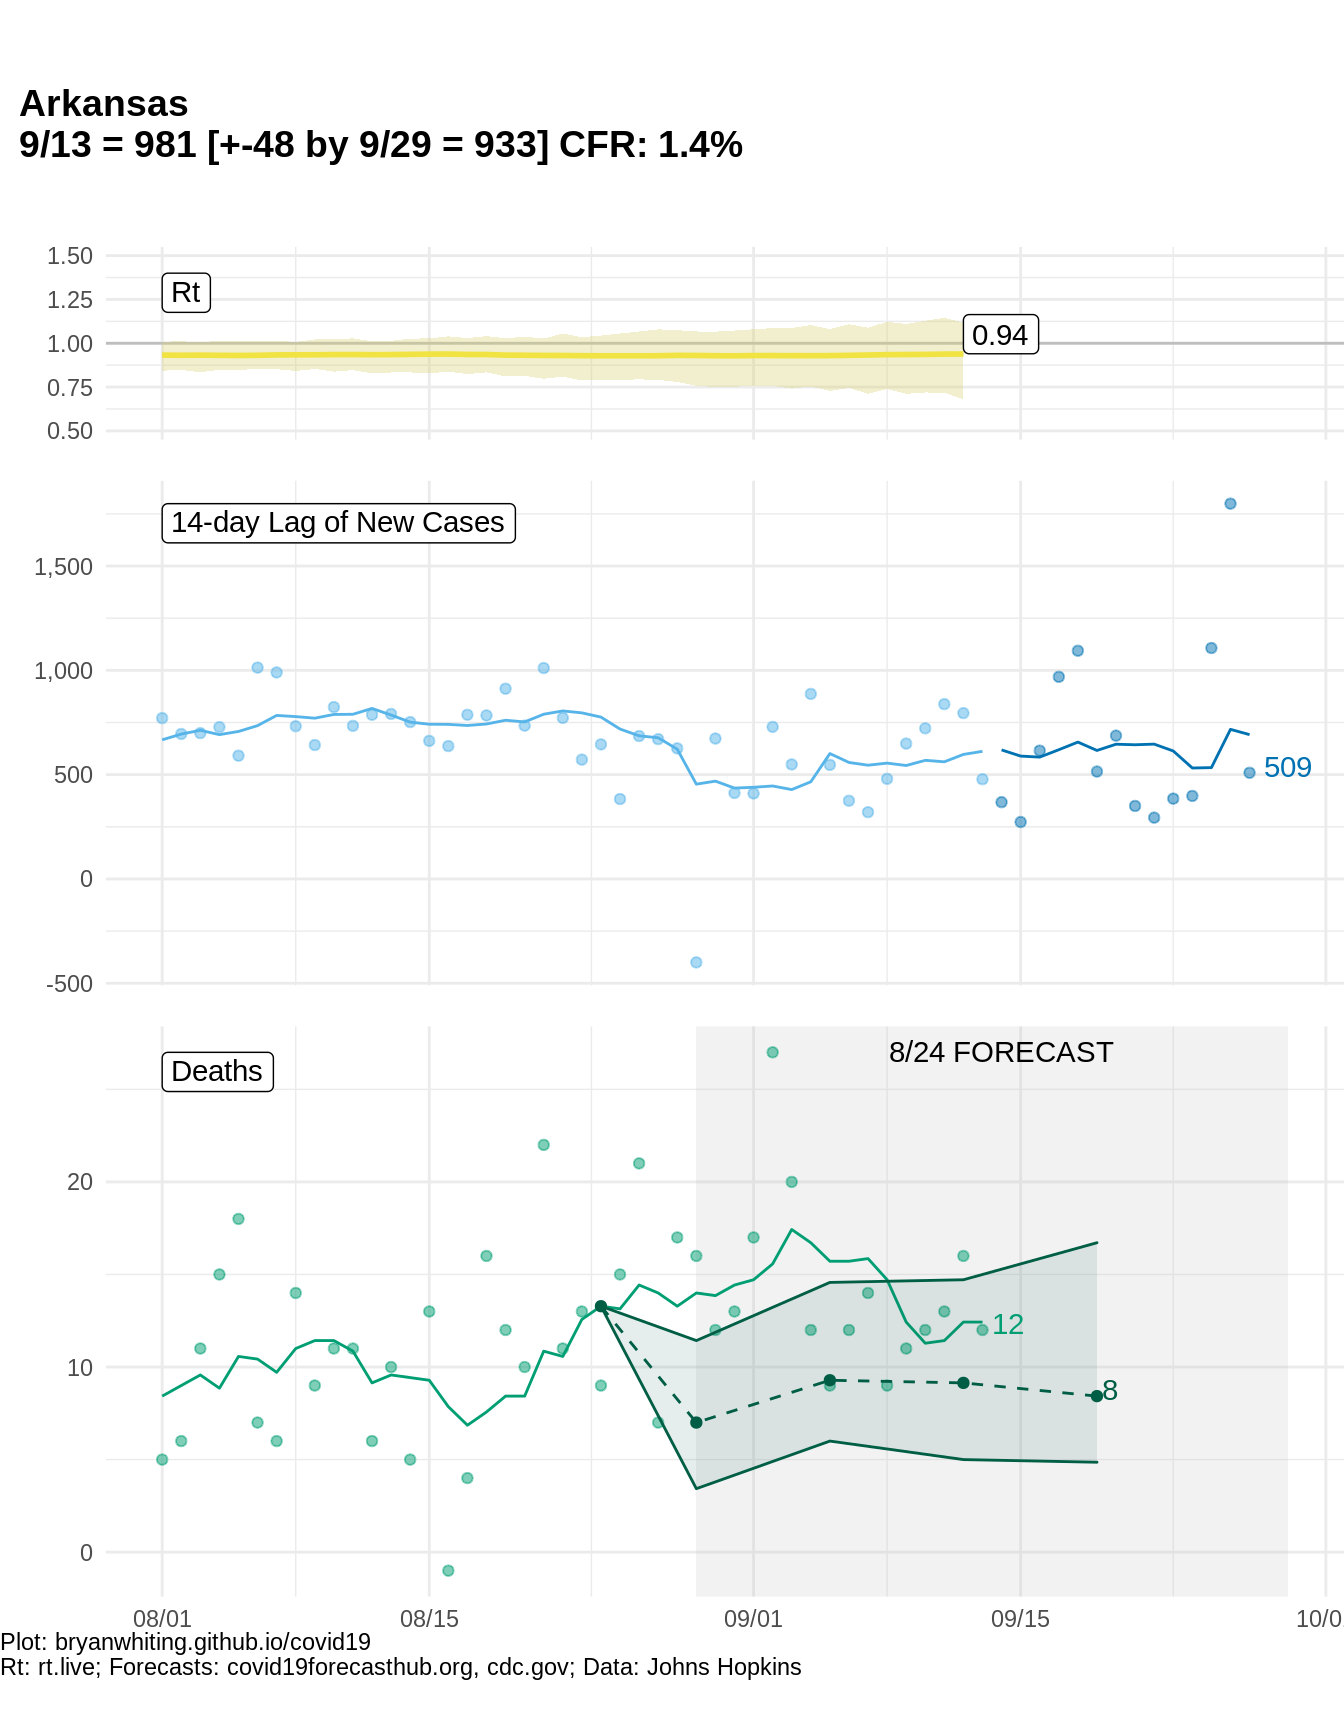 Arkansas
9/13 = 981 [+-48 by 9/29 = 933] CFR: 1.4%
1.50
Rt
1.25
1.00
0.94
0.75
0.50
14-day Lag of New Cases
1,500
1,000
500
509
0
-500
8/24 FORECAST
Deaths
20
12
10
8
0
08/01
08/15
09/01
09/15
10/0
Plot: bryanwhiting.github.io/covid19
Rt: rt.live; Forecasts: covid19forecasthub.org, cdc.gov; Data: Johns Hopkins